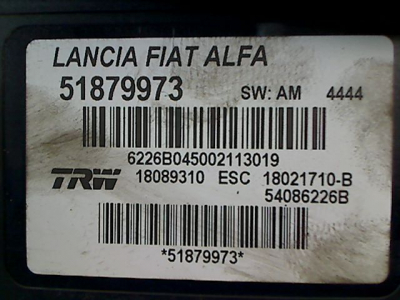 LANCIA FIAT ALFA
51879973 SW: AM 4444
6226B045002113019
TRW 18089310 ESC 18021710-B
54086226B
*51879973*